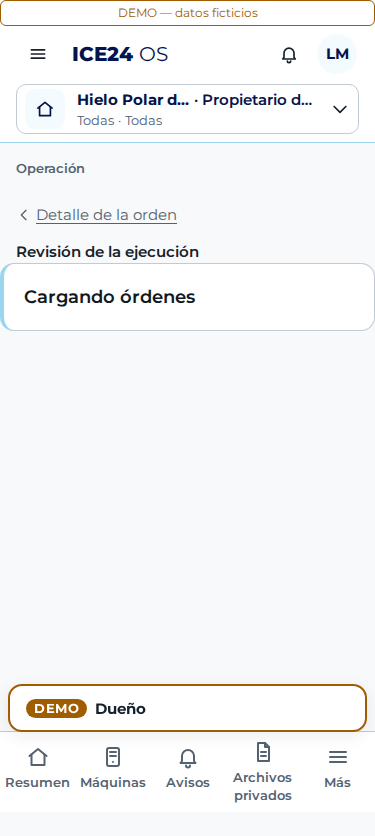 DEMO — datos ficticios
ICE24 OS
LM
Hielo Polar d... · Propietario d...
Todas · Todas
Operación
Detalle de la orden
Revisión de la ejecución
Cargando órdenes
DEMO Dueño
Resumen
Máquinas
Avisos
Archivos privados
Más